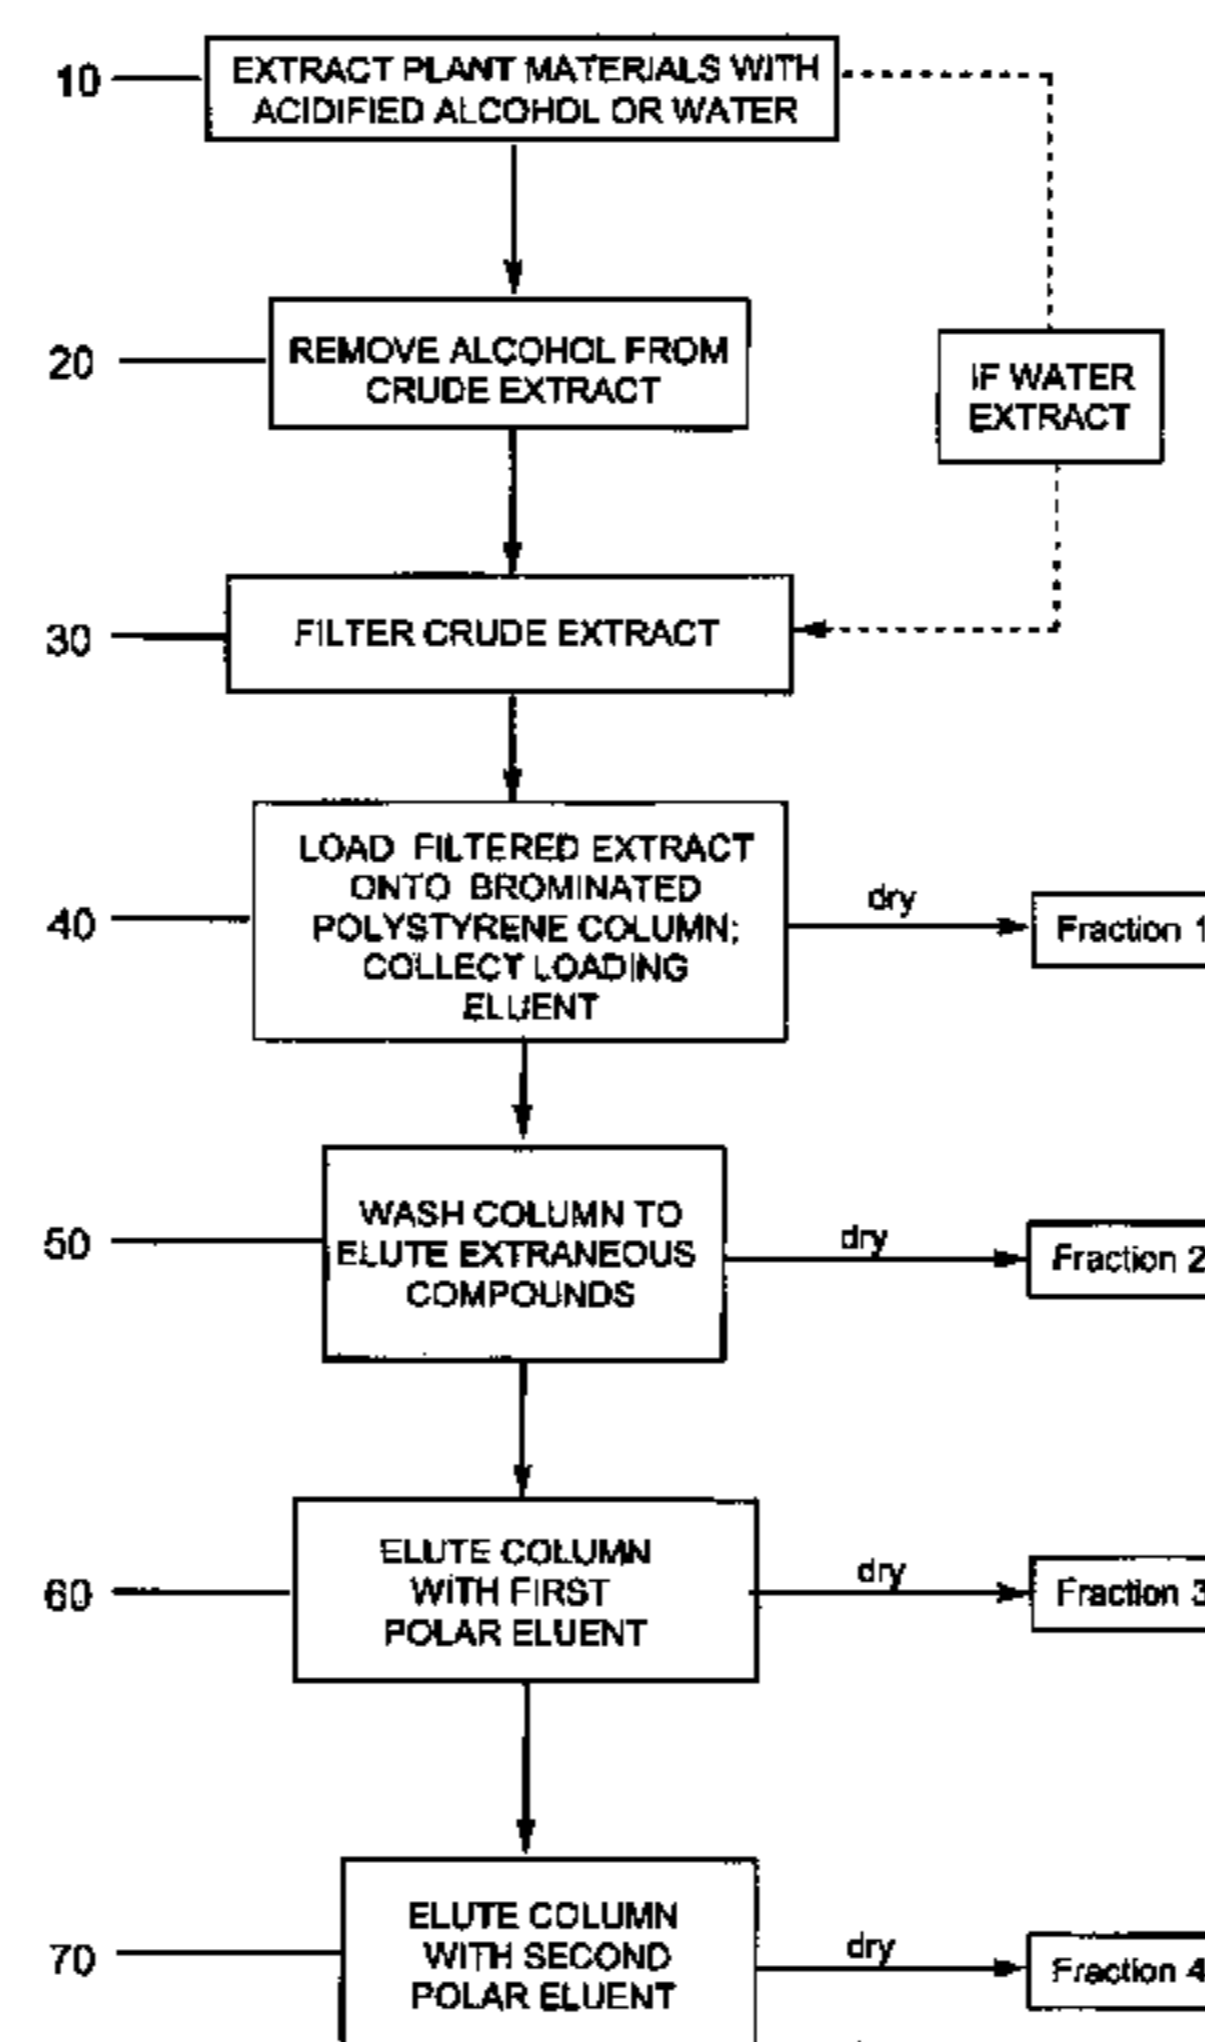 10
EXTRACT PLANT MATERIALS WITH
ACIDIFIED ALCOHOL OR WATER
20
REMOVE ALCOHOL FROM
CRUDE EXTRACT
IF WATER
EXTRACT
30
FILTER CRUDE EXTRACT
40
LOAD FILTERED EXTRACT
ONTO BROMINATED
POLYSTYRENE COLUMN;
COLLECT LOADING
ELUENT
dry
Fraction 1
50
WASH COLUMN TO
ELUTE EXTRANEOUS
COMPOUNDS
dry
Fraction 2
60
ELUTE COLUMN
WITH FIRST
POLAR ELUENT
dry
Fraction 3
70
ELUTE COLUMN
WITH SECOND
POLAR ELUENT
dry
Fraction 4